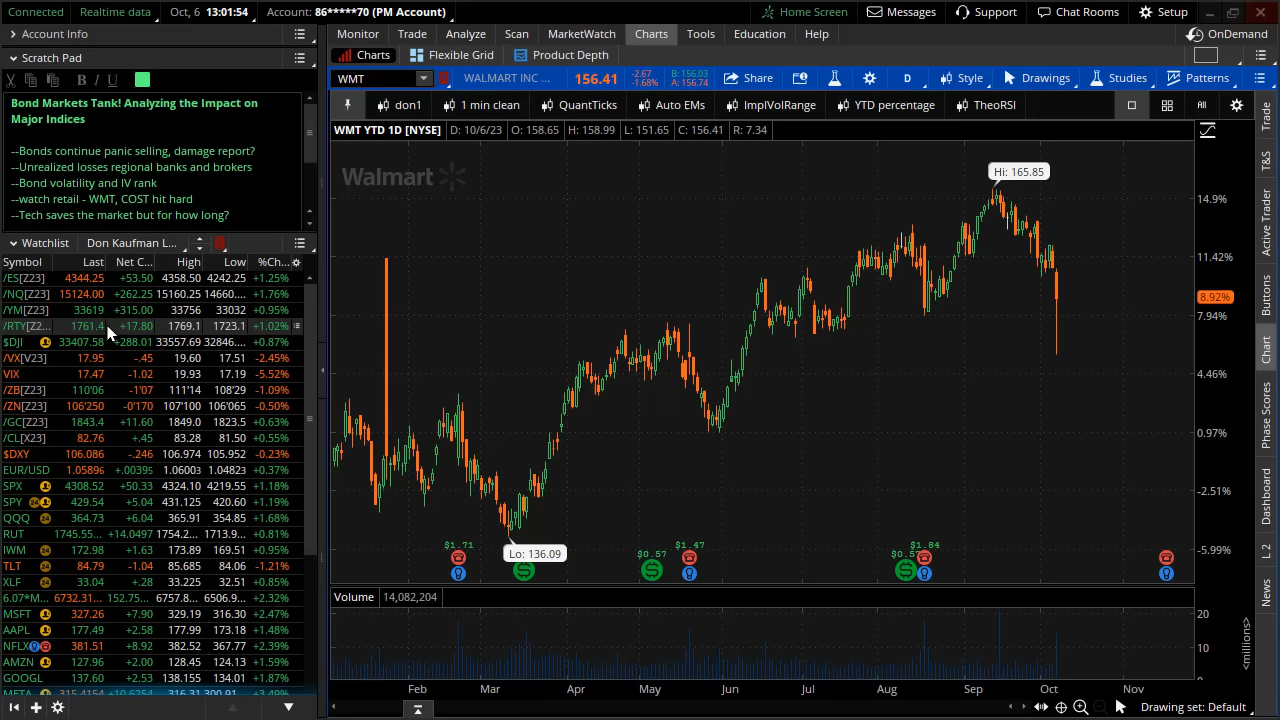 Connected Realtime data Oct, 6 13:01:54 Account: 86*****70 (PM Account) Home Screen Messages Support Chat Rooms Setup
Account Info
Monitor Trade Analyze Scan MarketWatch Charts Tools Education Help OnDemand
Scratch Pad
Charts Flexible Grid Product Depth
B I U
WMT WALMART INC ... 156.41 -2.67 -1.68% B: 156.03 A: 156.74 Share D Style Drawings Studies Patterns
don1 1 min clean QuantTicks Auto EMs ImplVolRange YTD percentage TheoRSI All
Bond Markets Tank! Analyzing the Impact on
Major Indices
--Bonds continue panic selling, damage report?
--Unrealized losses regional banks and brokers
--Bond volatility and IV rank
--watch retail - WMT, COST hit hard
--Tech saves the market but for how long?
WMT YTD 1D [NYSE] D: 10/6/23 O: 158.65 H: 158.99 L: 151.65 C: 156.41 R: 7.34
Walmart
Hi: 165.85
Lo: 136.09
Watchlist Don Kaufman L...
Symbol Last Net C... High Low %Ch...
/ES[Z23] 4344.25 +53.50 4358.50 4242.25 +1.25%
/NQ[Z23] 15124.00 +262.25 15160.25 14660.... +1.76%
/YM[Z23] 33619 +315.00 33756 33032 +0.95%
/RTY[Z2... 1761.4 +17.80 1769.1 1723.1 +1.02%
$DJI 33407.58 +288.01 33557.69 32846.... +0.87%
/VX[V23] 17.95 -.45 19.60 17.51 -2.45%
VIX 17.47 -1.02 19.93 17.19 -5.52%
/ZB[Z23] 110'06 -1'07 111'14 108'29 -1.09%
/ZN[Z23] 106'250 -0'170 107'100 106'065 -0.50%
/GC[Z23] 1843.4 +11.60 1849.0 1823.5 +0.63%
/CL[X23] 82.76 +.45 83.28 81.50 +0.55%
$DXY 106.086 -.246 106.974 105.952 -0.23%
EUR/USD 1.05896 +.00395 1.06003 1.04823 +0.37%
SPX 4308.52 +50.33 4324.10 4219.55 +1.18%
SPY 24 429.54 +5.04 431.125 420.60 +1.19%
QQQ 24 364.73 +6.04 365.91 354.85 +1.68%
RUT 1745.55... +14.0497 1754.2... 1713.9... +0.81%
IWM 24 172.98 +1.63 173.89 169.51 +0.95%
TLT 24 84.79 -1.04 85.685 84.06 -1.21%
XLF 24 33.04 +.28 33.225 32.51 +0.85%
6.07*M... 6732.31... 152.75... 6757.8... 6506.9... +2.32%
MSFT 327.26 +7.90 329.19 316.30 +2.47%
AAPL 177.49 +2.58 177.99 173.18 +1.48%
NFLX 381.51 +8.92 382.52 367.77 +2.39%
AMZN 127.96 +2.00 128.45 124.13 +1.59%
GOOGL 137.60 +2.53 138.155 134.01 +1.87%
META 315.4154 +10.6254 316.31 300.91 +3.49%
14.9%
11.42%
8.92%
7.94%
4.46%
0.97%
-2.51%
-5.99%
$1.71 $0.57 $1.47 $0.57 $1.84
Volume 14,082,204
20
10
0
<millions>
Feb Mar Apr May Jun Jul Aug Sep Oct Nov
Drawing set: Default
Trade
T&S
Active Trader
Buttons
Chart
Phase Scores
Dashboard
L 2
News